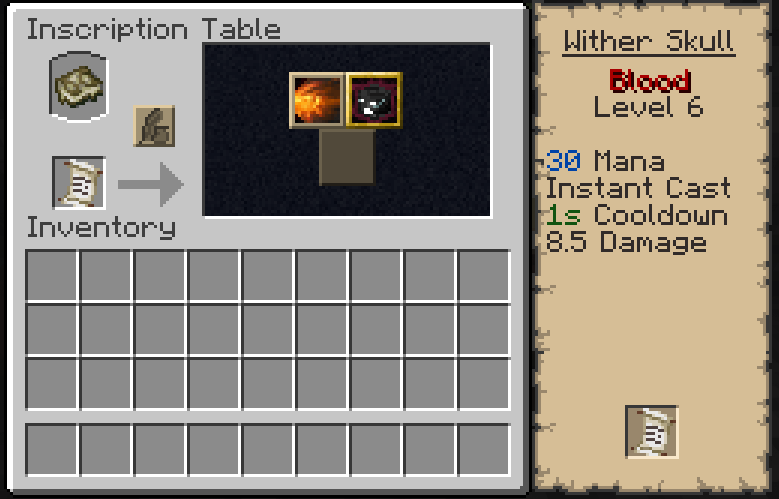 Inscription Table
Inventory
Wither Skull
Blood
Level 6
30 Mana
Instant Cast
1s Cooldown
8.5 Damage